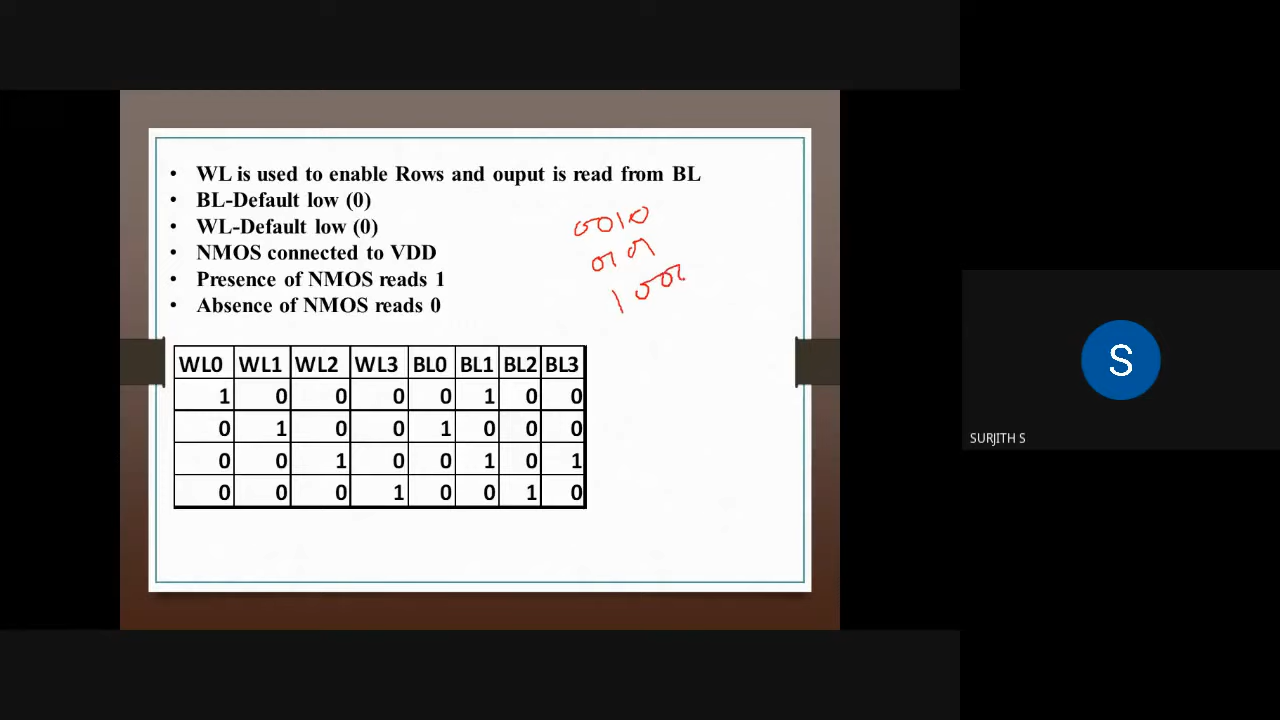 • WL is used to enable Rows and ouput is read from BL
• BL-Default low (0)
• WL-Default low (0)
• NMOS connected to VDD
• Presence of NMOS reads 1
• Absence of NMOS reads 0
0010
WL0 WL1 WL2 WL3 BL0 BL1 BL2 BL3
1 0 0 0 0 1 0 0
0 1 0 0 1 0 0 0
0 0 1 0 0 1 0 1
0 0 0 1 0 0 1 0
S
SURJITH S